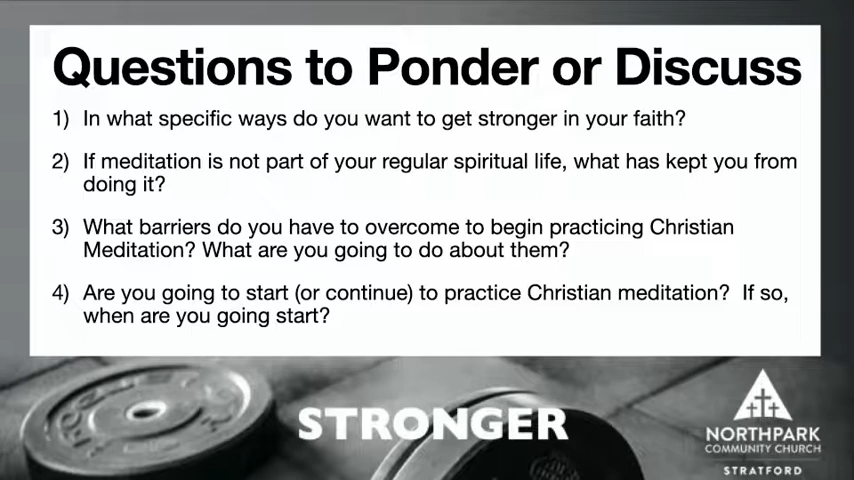 Questions to Ponder or Discuss
1) In what specific ways do you want to get stronger in your faith?
2) If meditation is not part of your regular spiritual life, what has kept you from
doing it?
3) What barriers do you have to overcome to begin practicing Christian
Meditation? What are you going to do about them?
4) Are you going to start (or continue) to practice Christian meditation?  If so,
when are you going start?
STRONGER
NORTHPARK
COMMUNITY CHURCH
STRATFORD